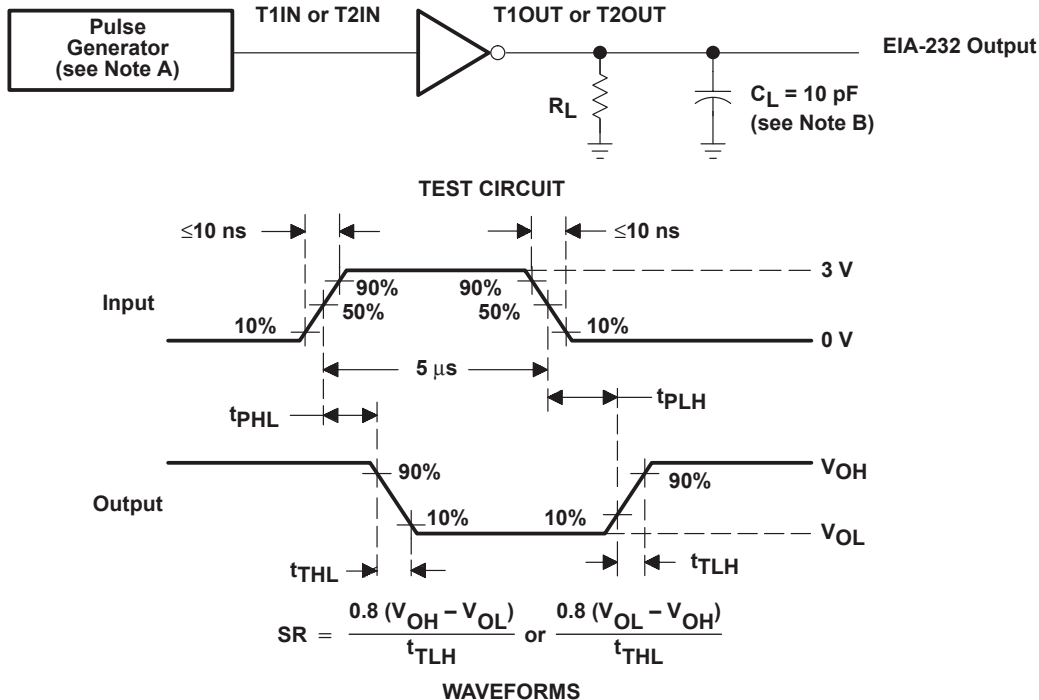 Pulse
Generator
(see Note A)
T1IN or T2IN
T1OUT or T2OUT
EIA-232 Output
RL
CL = 10 pF
(see Note B)
TEST CIRCUIT
≤10 ns
≤10 ns
3 V
90%
90%
Input
50%
50%
10%
10%
0 V
5 μs
tPHL
tPLH
VOH
90%
90%
Output
10%
10%
VOL
tTHL
tTLH
SR = 0.8 (VOH – VOL) / tTLH or 0.8 (VOL – VOH) / tTHL
WAVEFORMS